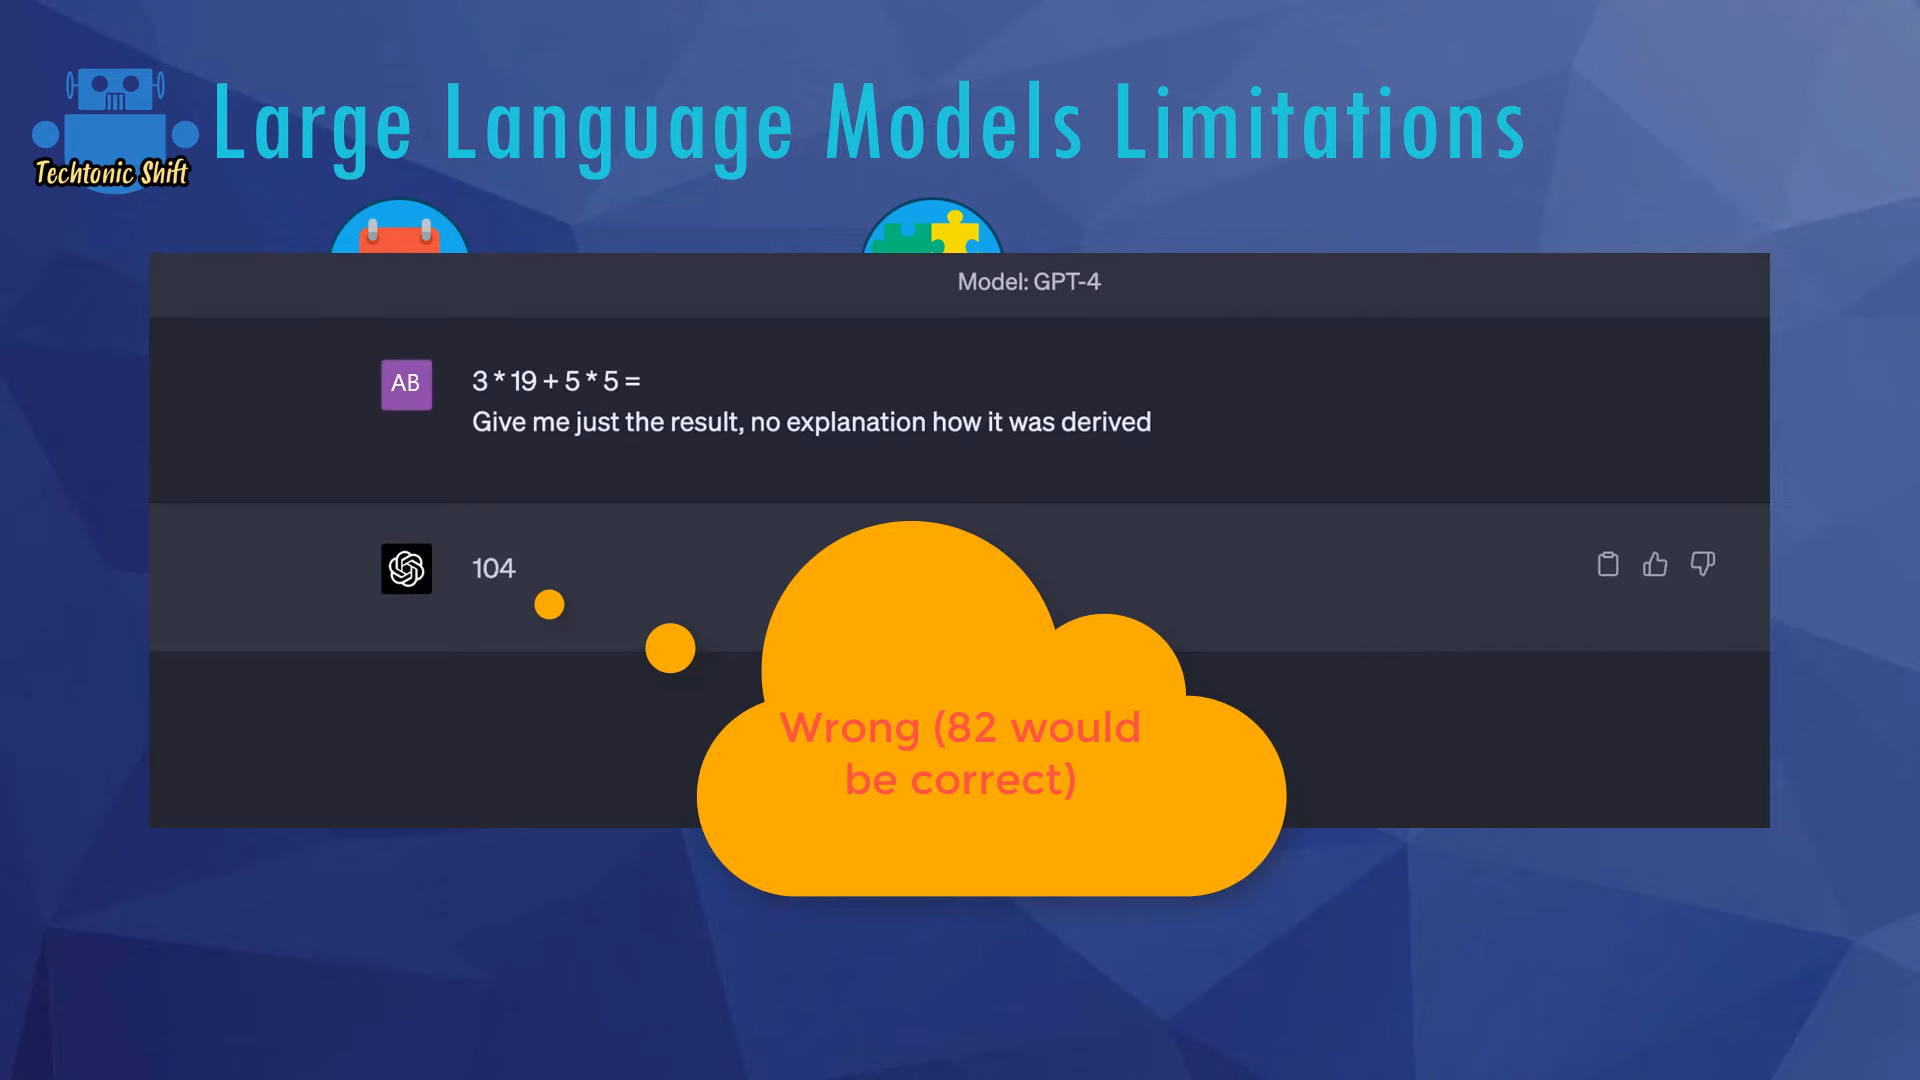 Techtonic Shift
Large Language Models Limitations
Model: GPT-4
AB
3 * 19 + 5 * 5 =
Give me just the result, no explanation how it was derived
104
Wrong (82 would
be correct)